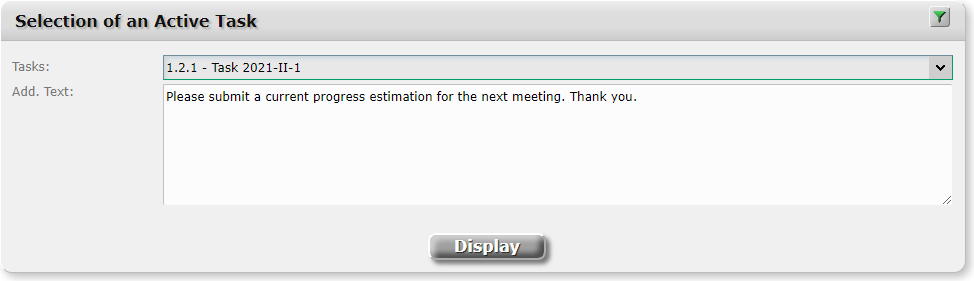 Selection of an Active Task
Tasks: 1.2.1 - Task 2021-II-1
Add. Text: Please submit a current progress estimation for the next meeting. Thank you.
Display